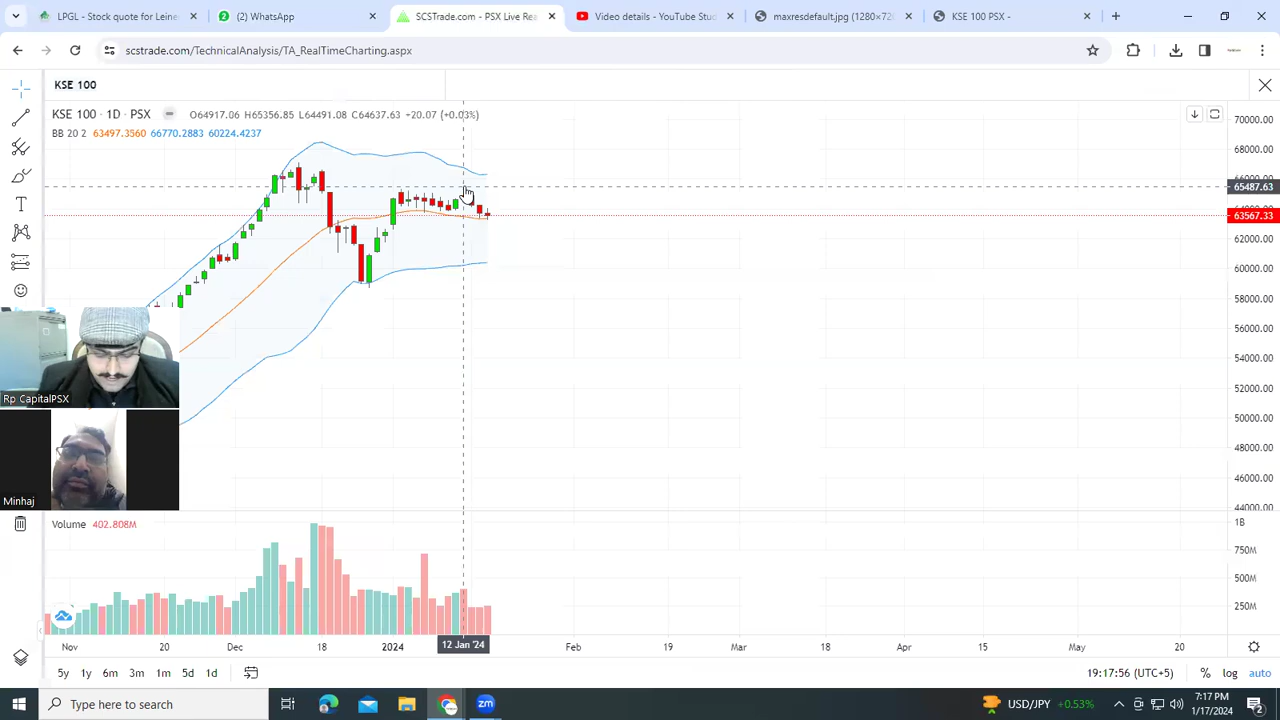 LPGL - Stock quote for Leine
(2) WhatsApp
SCSTrade.com - PSX Live Rea
Video details - YouTube Stud
maxresdefault.jpg (1280×720
KSE 100 PSX -
scstrade.com/TechnicalAnalysis/TA_RealTimeCharting.aspx
KSE 100
KSE 100 · 1D · PSX
O64917.06 H65356.85 L64491.08 C64637.63 +20.07 (+0.03%)
BB 20 2 63497.3560 66770.2883 60224.4237
70000.00
68000.00
66000.00
65487.63
64000.00
63567.33
62000.00
60000.00
58000.00
56000.00
54000.00
52000.00
50000.00
48000.00
46000.00
44000.00
Rp CapitalPSX
Minhaj
Volume 402.808M
1B
750M
500M
250M
Nov 20 Dec 18 2024 12 Jan '24 Feb 19 Mar 18 Apr 15 May 20
5y 1y 6m 3m 1m 5d 1d
19:17:56 (UTC+5) % log auto
Type here to search
USD/JPY +0.53%
7:17 PM
1/17/2024
2